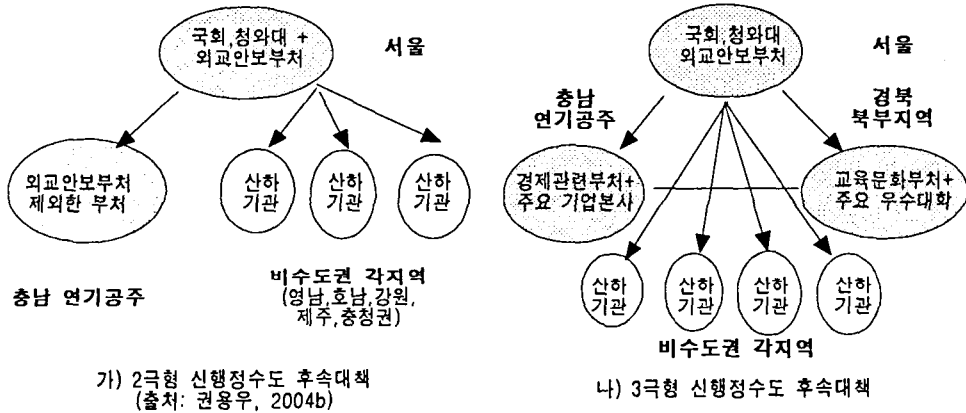 국회,청와대 +
외교안보부처
서울
외교안보부처
제외한 부처
산하
기관
산하
기관
산하
기관
충남 연기공주
비수도권 각지역
(영남,호남,강원,
제주,충청권)
가) 2극형 신행정수도 후속대책
(출처: 권용우, 2004b)
국회,청와대
외교안보부처
서울
충남
연기공주
경북
북부지역
경제관련부처+
주요 기업본사
교육문화부처+
주요 우수대학
산하
기관
산하
기관
산하
기관
산하
기관
비수도권 각지역
나) 3극형 신행정수도 후속대책